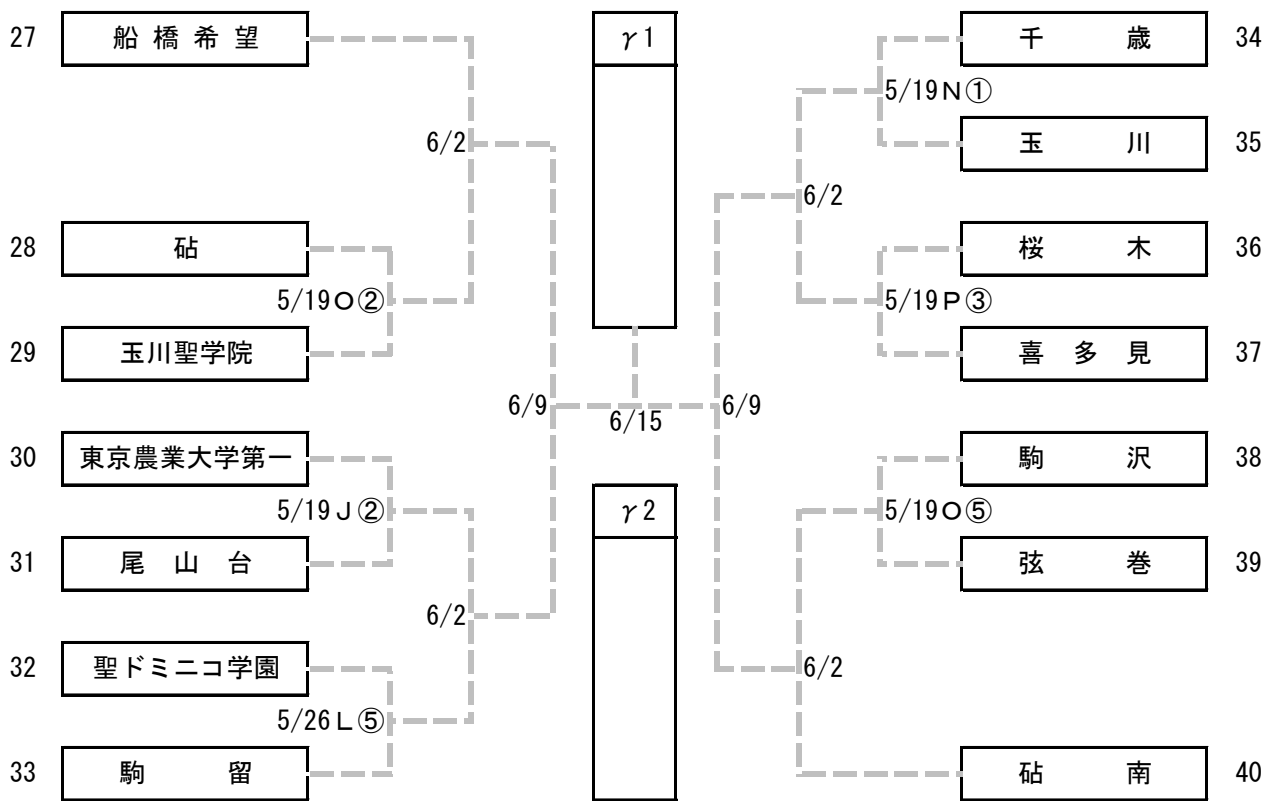 27 船橋希望
6/2
28 砧
5/19O②
29 玉川聖学院
6/9
30 東京農業大学第一
5/19J②
31 尾山台
6/2
32 聖ドミニコ学園
5/26L⑤
33 駒留
γ1
6/15
γ2
千歳 34
5/19N①
玉川 35
6/2
桜木 36
5/19P③
喜多見 37
6/9
駒沢 38
5/19O⑤
弦巻 39
6/2
砧南 40